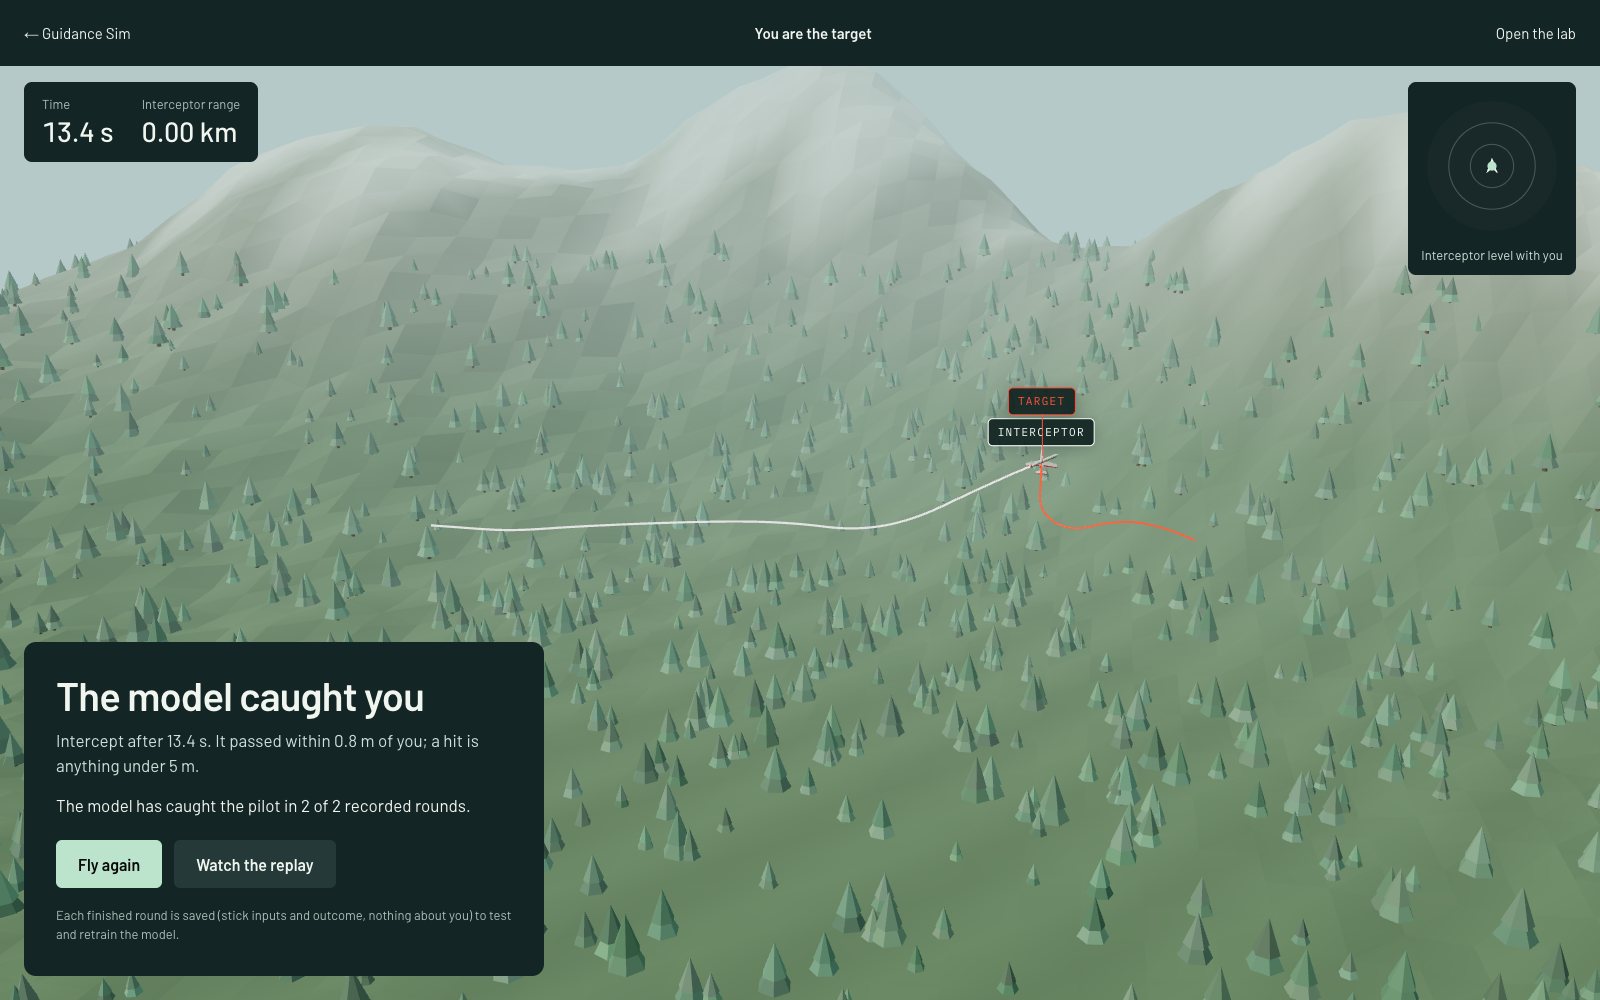 ← Guidance Sim
You are the target
Open the lab
Time
Interceptor range
13.4 s
0.00 km
Interceptor level with you
TARGET
INTERCEPTOR
The model caught you
Intercept after 13.4 s. It passed within 0.8 m of you; a hit is
anything under 5 m.
The model has caught the pilot in 2 of 2 recorded rounds.
Fly again
Watch the replay
Each finished round is saved (stick inputs and outcome, nothing about you) to test
and retrain the model.